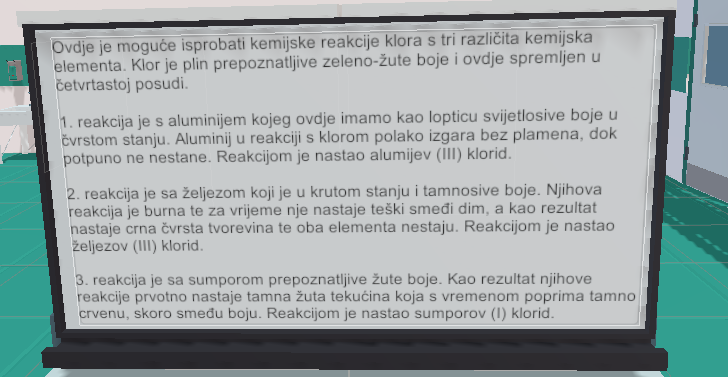 Ovdje je moguće isprobati kemijske reakcije klora s tri različita kemijska
elementa. Klor je plin prepoznatljive zeleno-žute boje i ovdje spremljen u
četvrtastoj posudi.
1. reakcija je s aluminijem kojeg ovdje imamo kao lopticu svijetlosive boje u
čvrstom stanju. Aluminij u reakciji s klorom polako izgara bez plamena, dok
potpuno ne nestane. Reakcijom je nastao alumijev (III) klorid.
2. reakcija je sa željezom koji je u krutom stanju i tamnosive boje. Njihova
reakcija je burna te za vrijeme nje nastaje teški smeđi dim, a kao rezultat
nastaje crna čvrsta tvorevina te oba elementa nestaju. Reakcijom je nastao
željezov (III) klorid.
3. reakcija je sa sumporom prepoznatljive žute boje. Kao rezultat njihove
reakcije prvotno nastaje tamna žuta tekućina koja s vremenom poprima tamno
crvenu, skoro smeđu boju. Reakcijom je nastao sumporov (I) klorid.